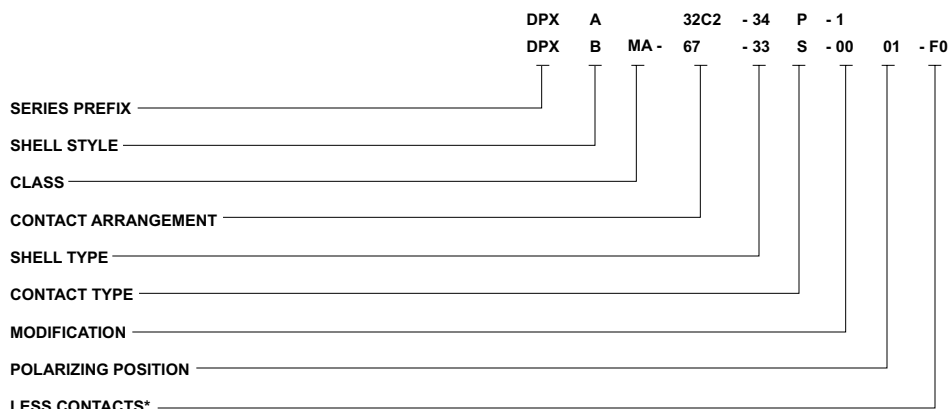 DPX A 32C2 - 34 P - 1
DPX B MA - 67 - 33 S - 00 01 - F0
SERIES PREFIX
SHELL STYLE
CLASS
CONTACT ARRANGEMENT
SHELL TYPE
CONTACT TYPE
MODIFICATION
POLARIZING POSITION
LESS CONTACTS*